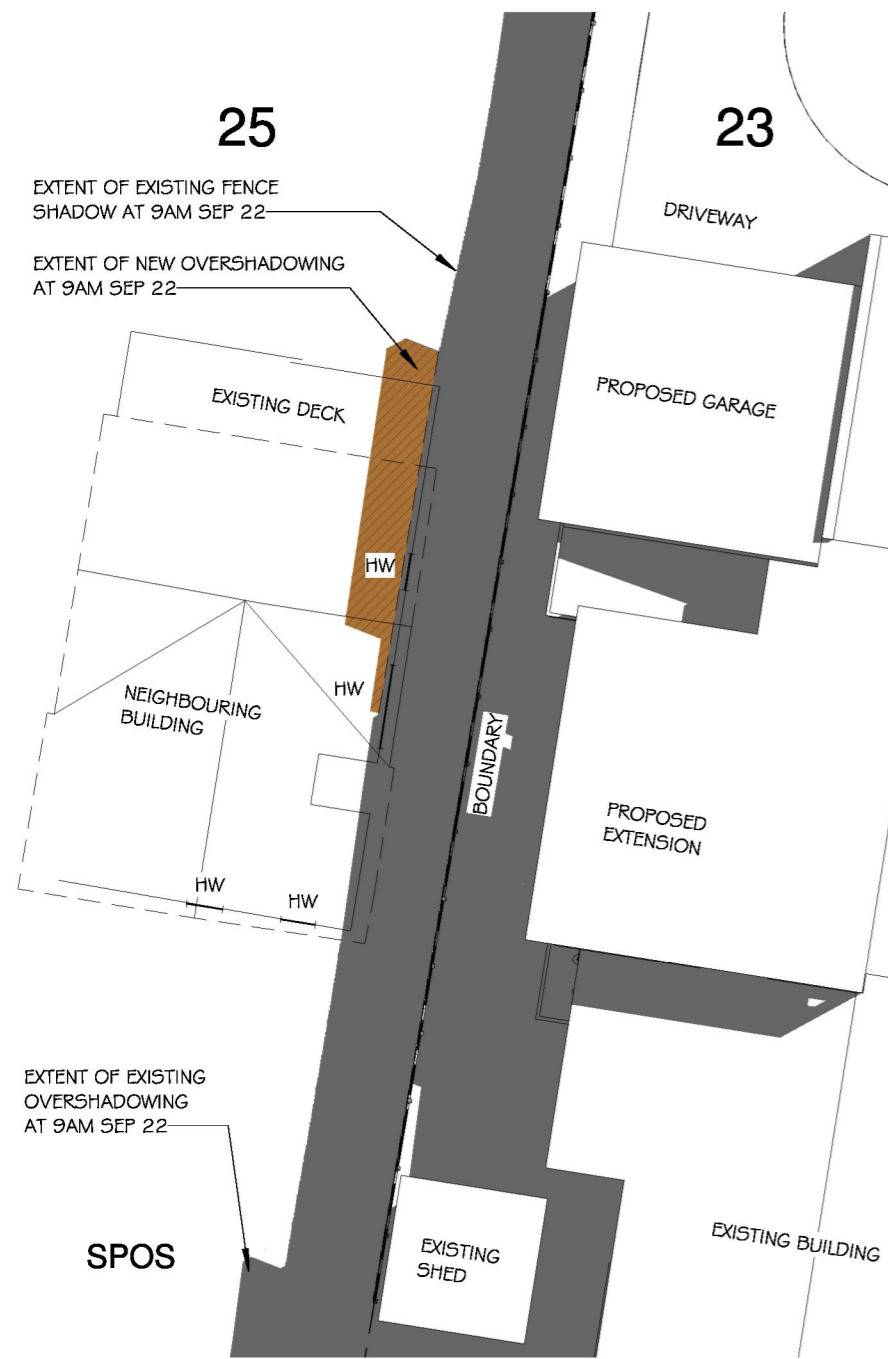 25
23
EXTENT OF EXISTING FENCE
SHADOW AT 9AM SEP 22
DRIVEWAY
EXTENT OF NEW OVERSHADOWING
AT 9AM SEP 22
EXISTING DECK
PROPOSED GARAGE
HW
HW
NEIGHBOURING
BUILDING
BOUNDARY
PROPOSED
EXTENSION
HW
HW
EXTENT OF EXISTING
OVERSHADOWING
AT 9AM SEP 22
SPOS
EXISTING
SHED
EXISTING BUILDING